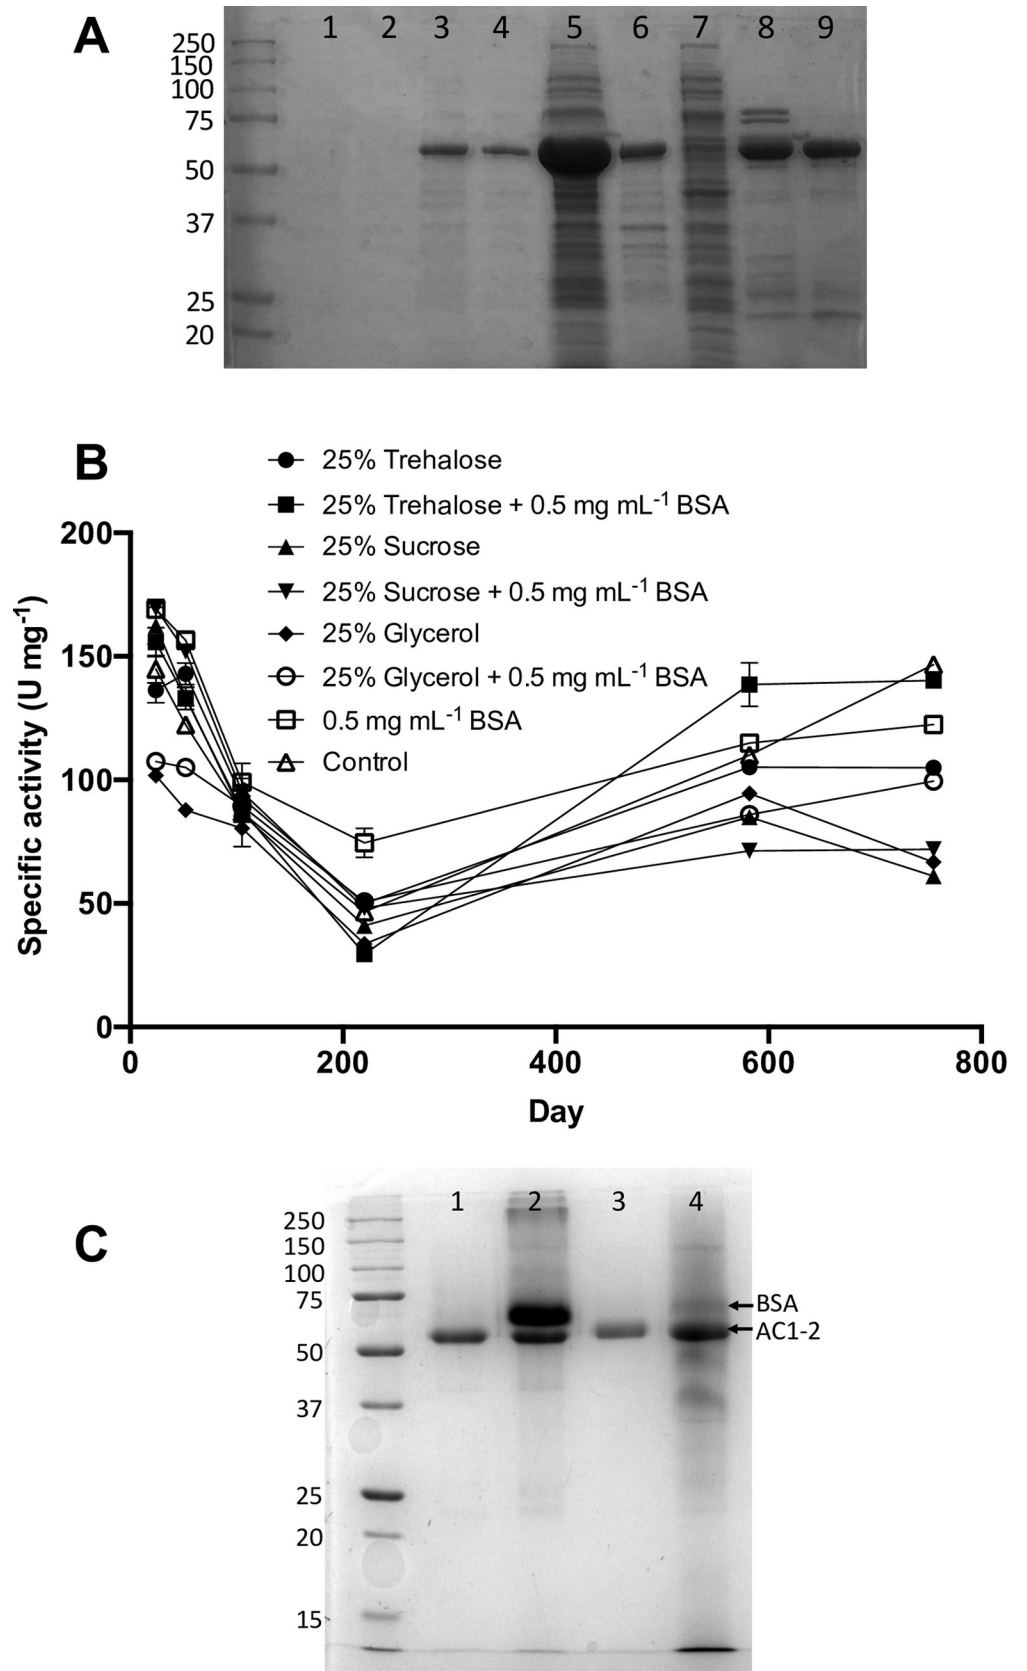 A
1 2 3 4 5 6 7 8 9
250
150
100
75
50
37
25
20
B
25% Trehalose
25% Trehalose + 0.5 mg mL-1 BSA
25% Sucrose
25% Sucrose + 0.5 mg mL-1 BSA
25% Glycerol
25% Glycerol + 0.5 mg mL-1 BSA
0.5 mg mL-1 BSA
Control
Specific activity (U mg-1)
200
150
100
50
0
0 200 400 600 800
Day
C
1 2 3 4
250
150
100
75
50
37
25
20
15
BSA
AC1-2